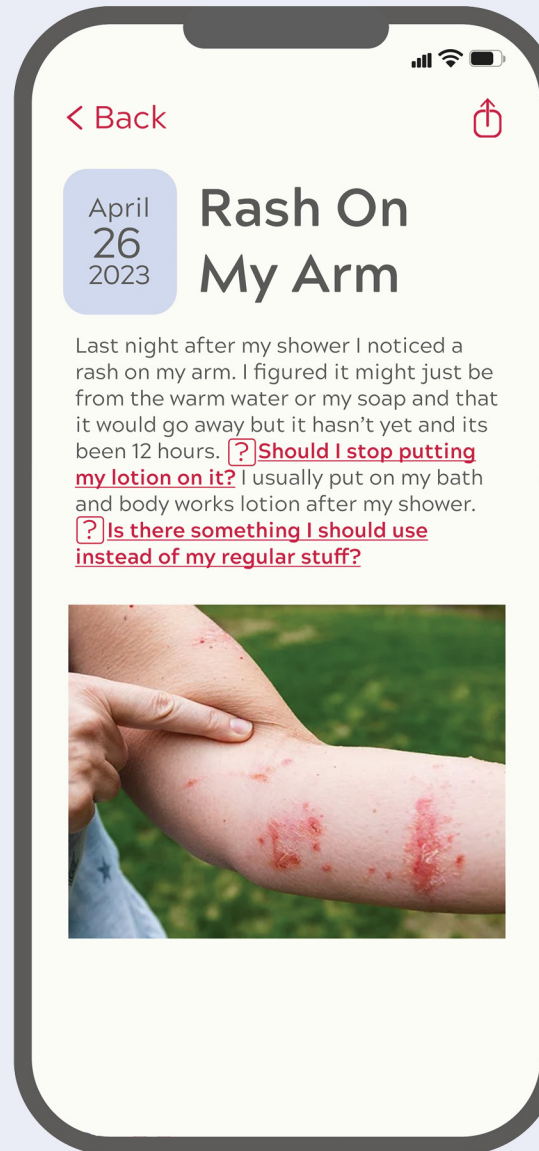 < Back
April
26
2023
Rash On
My Arm
Last night after my shower I noticed a
rash on my arm. I figured it might just be
from the warm water or my soap and that
it would go away but it hasn’t yet and its
been 12 hours. ? Should I stop putting
my lotion on it? I usually put on my bath
and body works lotion after my shower.
? Is there something I should use
instead of my regular stuff?